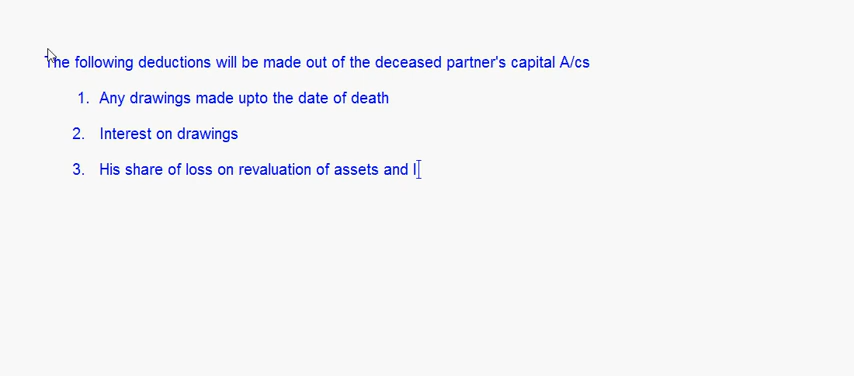 The following deductions will be made out of the deceased partner's capital A/cs
1. Any drawings made upto the date of death
2. Interest on drawings
3. His share of loss on revaluation of assets and l